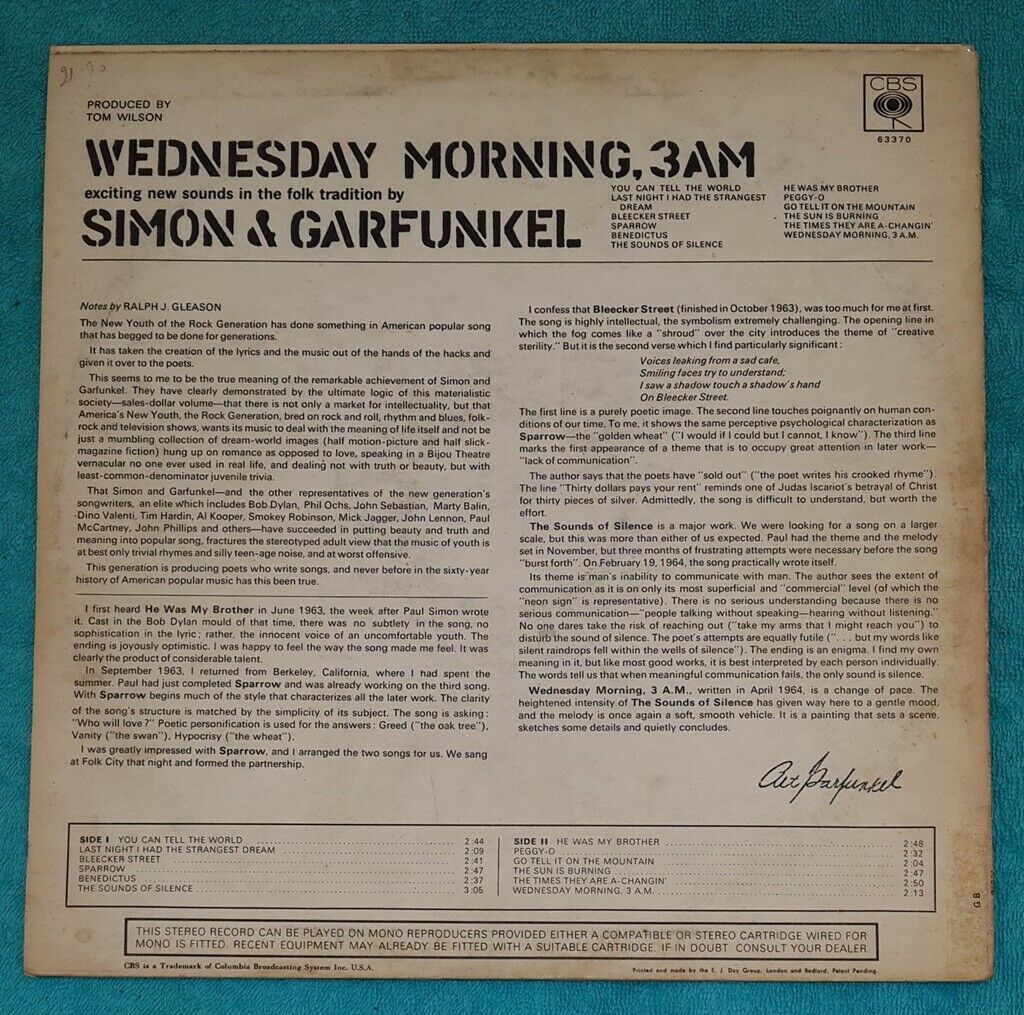 21-90
PRODUCED BY
TOM WILSON
CBS
63370
WEDNESDAY MORNING, 3AM
exciting new sounds in the folk tradition by
SIMON & GARFUNKEL
YOU CAN TELL THE WORLD
LAST NIGHT I HAD THE STRANGEST
DREAM
BLEECKER STREET
SPARROW
BENEDICTUS
THE SOUNDS OF SILENCE
HE WAS MY BROTHER
PEGGY-O
GO TELL IT ON THE MOUNTAIN
THE SUN IS BURNING
THE TIMES THEY ARE A-CHANGIN'
WEDNESDAY MORNING, 3 A.M.
Notes by RALPH J. GLEASON
The New Youth of the Rock Generation has done something in American popular song
that has begged to be done for generations.
It has taken the creation of the lyrics and the music out of the hands of the hacks and
given it over to the poets.
This seems to me to be the true meaning of the remarkable achievement of Simon and
Garfunkel. They have clearly demonstrated by the ultimate logic of this materialistic
society—sales-dollar volume—that there is not only a market for intellectuality, but that
America's New Youth, the Rock Generation, bred on rock and roll, rhythm and blues, folk-
rock and television shows, wants its music to deal with the meaning of life itself and not be
just a mumbling collection of dream-world images (half motion-picture and half slick-
magazine fiction) hung up on romance as opposed to love, speaking in a Bijou Theatre
vernacular no one ever used in real life, and dealing not with truth or beauty, but with
least-common-denominator juvenile trivia.
That Simon and Garfunkel—and the other representatives of the new generation's
songwriters, an elite which includes Bob Dylan, Phil Ochs, John Sebastian, Marty Balin,
Dino Valenti, Tim Hardin, Al Kooper, Smokey Robinson, Mick Jagger, John Lennon, Paul
McCartney, John Phillips and others—have succeeded in putting beauty and truth and
meaning into popular song, fractures the stereotyped adult view that the music of youth is
at best only trivial rhymes and silly teen-age noise, and at worst offensive.
This generation is producing poets who write songs, and never before in the sixty-year
history of American popular music has this been true.
I first heard He Was My Brother in June 1963, the week after Paul Simon wrote
it. Cast in the Bob Dylan mould of that time, there was no subtlety in the song, no
sophistication in the lyric; rather, the innocent voice of an uncomfortable youth. The
ending is joyously optimistic. I was happy to feel the way the song made me feel. It was
clearly the product of considerable talent.
In September 1963, I returned from Berkeley, California, where I had spent the
summer. Paul had just completed Sparrow and was already working on the third song.
With Sparrow begins much of the style that characterizes all the later work. The clarity
of the song's structure is matched by the simplicity of its subject. The song is asking:
"Who will love?" Poetic personification is used for the answers: Greed ("the oak tree"),
Vanity ("the swan"), Hypocrisy ("the wheat").
I was greatly impressed with Sparrow, and I arranged the two songs for us. We sang
at Folk City that night and formed the partnership.
I confess that Bleecker Street (finished in October 1963), was too much for me at first.
The song is highly intellectual, the symbolism extremely challenging. The opening line in
which the fog comes like a "shroud" over the city introduces the theme of "creative
sterility." But it is the second verse which I find particularly significant:
Voices leaking from a sad cafe,
Smiling faces try to understand;
I saw a shadow touch a shadow's hand
On Bleecker Street.
The first line is a purely poetic image. The second line touches poignantly on human con-
ditions of our time. To me, it shows the same perceptive psychological characterization as
Sparrow—the "golden wheat" ("I would if I could but I cannot, I know"). The third line
marks the first appearance of a theme that is to occupy great attention in later work—
"lack of communication".
The author says that the poets have "sold out" ("the poet writes his crooked rhyme").
The line "Thirty dollars pays your rent" reminds one of Judas Iscariot's betrayal of Christ
for thirty pieces of silver. Admittedly, the song is difficult to understand, but worth the
effort.
The Sounds of Silence is a major work. We were looking for a song on a larger
scale, but this was more than either of us expected. Paul had the theme and the melody
set in November, but three months of frustrating attempts were necessary before the song
"burst forth". On February 19, 1964, the song practically wrote itself.
Its theme is man's inability to communicate with man. The author sees the extent of
communication as it is on only its most superficial and "commercial" level (of which the
"neon sign" is representative). There is no serious understanding because there is no
serious communication—"people talking without speaking—hearing without listening."
No one dares take the risk of reaching out ("take my arms that I might reach you") to
disturb the sound of silence. The poet's attempts are equally futile (". . . but my words like
silent raindrops fell within the wells of silence"). The ending is an enigma. I find my own
meaning in it, but like most good works, it is best interpreted by each person individually.
The words tell us that when meaningful communication fails, the only sound is silence.
Wednesday Morning, 3 A.M., written in April 1964, is a change of pace. The
heightened intensity of The Sounds of Silence has given way here to a gentle mood,
and the melody is once again a soft, smooth vehicle. It is a painting that sets a scene,
sketches some details and quietly concludes.
Art Garfunkel
SIDE I YOU CAN TELL THE WORLD 2:44
LAST NIGHT I HAD THE STRANGEST DREAM 2:09
BLEECKER STREET 2:41
SPARROW 2:47
BENEDICTUS 2:37
THE SOUNDS OF SILENCE 3:05
SIDE II HE WAS MY BROTHER 2:48
PEGGY-O 2:32
GO TELL IT ON THE MOUNTAIN 2:04
THE SUN IS BURNING 2:47
THE TIMES THEY ARE A-CHANGIN' 2:50
WEDNESDAY MORNING, 3 A.M. 2:13
GB
THIS STEREO RECORD CAN BE PLAYED ON MONO REPRODUCERS PROVIDED EITHER A COMPATIBLE OR STEREO CARTRIDGE WIRED FOR
MONO IS FITTED. RECENT EQUIPMENT MAY ALREADY BE FITTED WITH A SUITABLE CARTRIDGE. IF IN DOUBT CONSULT YOUR DEALER.
CBS is a Trademark of Columbia Broadcasting System Inc. U.S.A.
Printed and made by the E. J. Day Group, London and Bedford. Patent Pending.